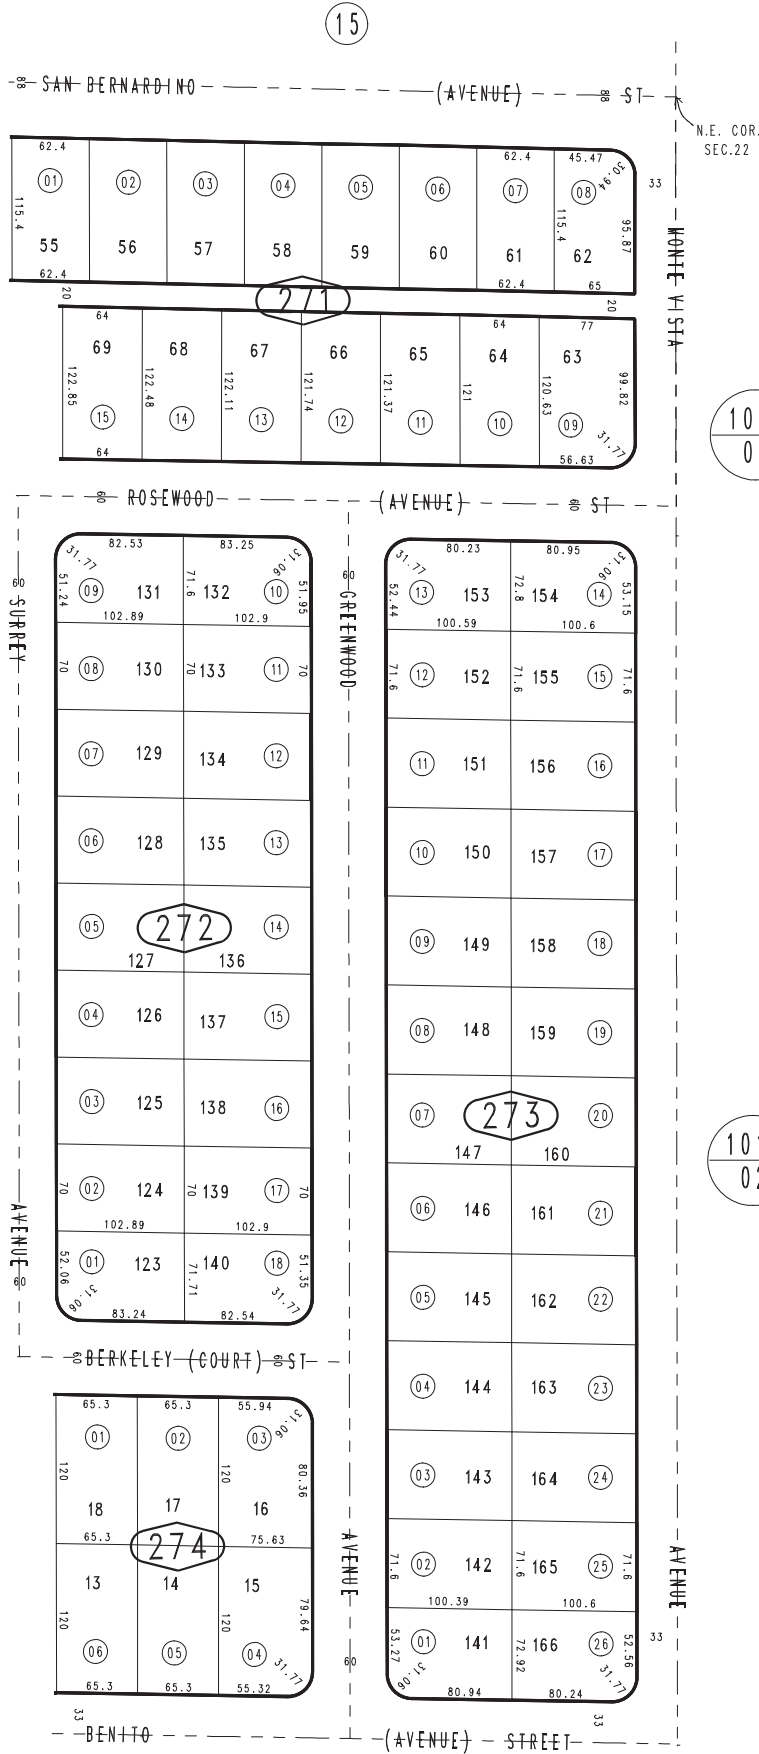 15
88 SAN BERNARDINO (AVENUE) 88 ST
N.E. COR.
SEC.22
62.4 62.4 45.47
01 02 03 04 05 06 07 08 30.94 33
115.4 115.4 95.87
55 56 57 58 59 60 61 62
62.4 62.4 65
MONTE VISTA
20 271 20
64 64 77
69 68 67 66 65 64 63
122.85 122.48 122.11 121.74 121.37 121 120.63 99.82
15 14 13 12 11 10 09 31.77
64 56.63
10
0
60 ROSEWOOD (AVENUE) 60 ST
82.53 83.25 80.23 80.95
31.77 31.06 31.77 31.06
60 SURREY
60 GREENWOOD
51.24 09 131 71.6 132 10 51.95
102.89 102.9
70 08 130 70 133 11 70
07 129 134 12
06 128 135 13
05 272 14
127 136
04 126 137 15
03 125 138 16
70 02 124 70 139 17 70
102.89 102.9
52.06 01 123 71.71 140 18 51.35
31.06 31.77
83.24 82.54
AVENUE
60
52.44 13 153 72.8 154 14 53.15
100.59 100.6
71.6 12 152 71.6 155 15 71.6
11 151 156 16
10 150 157 17
09 149 158 18
08 148 159 19
07 273 20
147 160
06 146 161 21
05 145 162 22
04 144 163 23
03 143 164 24
71.6 02 142 71.6 165 25 71.6
100.39 100.6
53.27 01 141 72.92 166 26 52.56
31.06 31.77
80.94 80.24
10
02
60 BERKELEY (COURT) 60 ST
65.3 65.3 55.94
01 02 03 31.06
120 120 80.36
18 17 16
65.3 75.63
274
13 14 15
120 120 79.64
06 05 04 31.77
65.3 65.3 55.32
AVENUE
60
AVENUE
33
33 33
BENITO (AVENUE) STREET